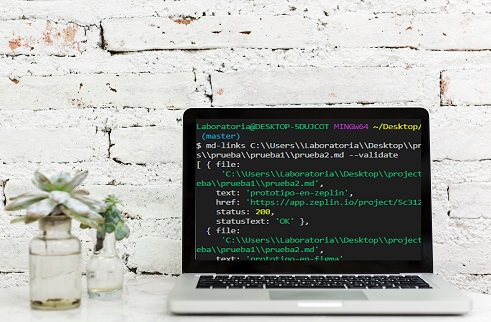 Laboratoria@DESKTOP-5DUJCOT MINGW64 ~/Desktop/
(master)
$ md-links C:\\Users\\Laboratoria\\Desktop\\pr
s\\prueba\\prueba1\\prueba2.md --validate
[ { file:
'C:\\Users\\Laboratoria\\Desktop\\project
eba\\prueba1\\prueba2.md',
text: 'prototipo-en-zeplin',
href: 'https://app.zeplin.io/project/5c312
status: 200,
statusText: 'OK' },
{ file:
'C:\\Users\\Laboratoria\\Desktop\\project
eba\\prueba1\\prueba2.md',
text: 'prototipo-en-figma'